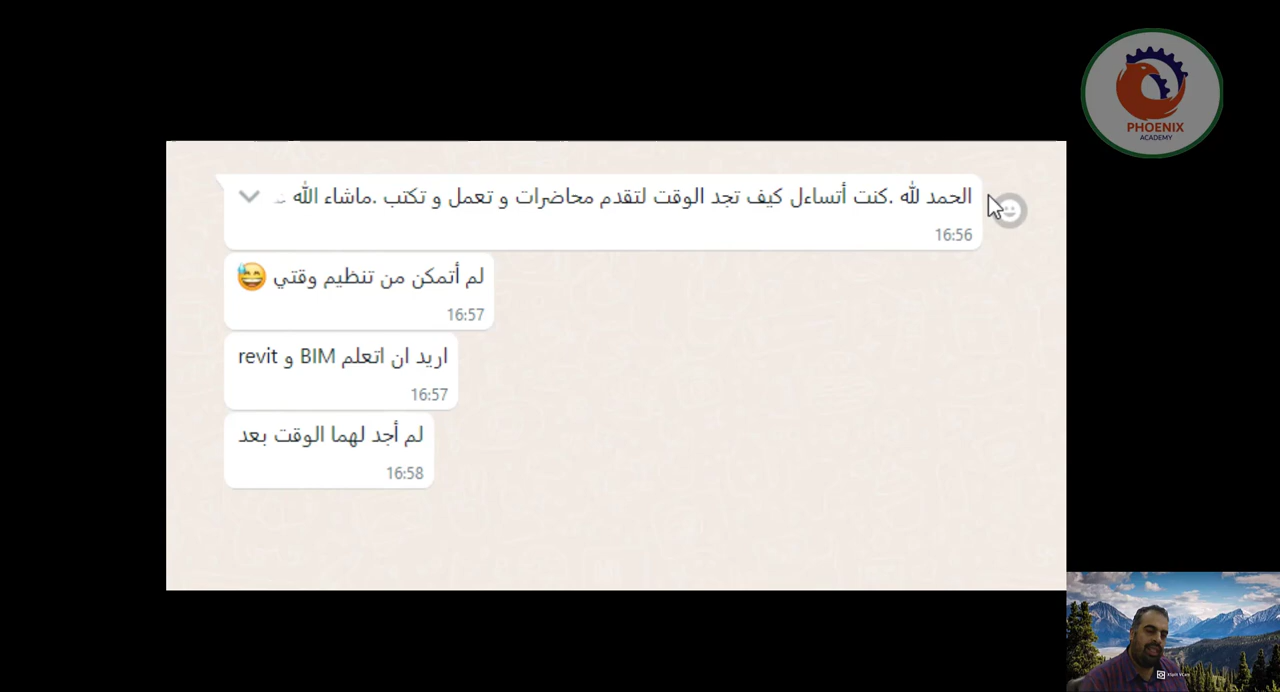 PHOENIX
ACADEMY
الحمد لله .كنت أتساءل كيف تجد الوقت لتقدم محاضرات و تعمل و تكتب .ماشاء الله
16:56
لم أتمكن من تنظيم وقتي 😅
16:57
اريد ان اتعلم BIM و revit
16:57
لم أجد لهما الوقت بعد
16:58